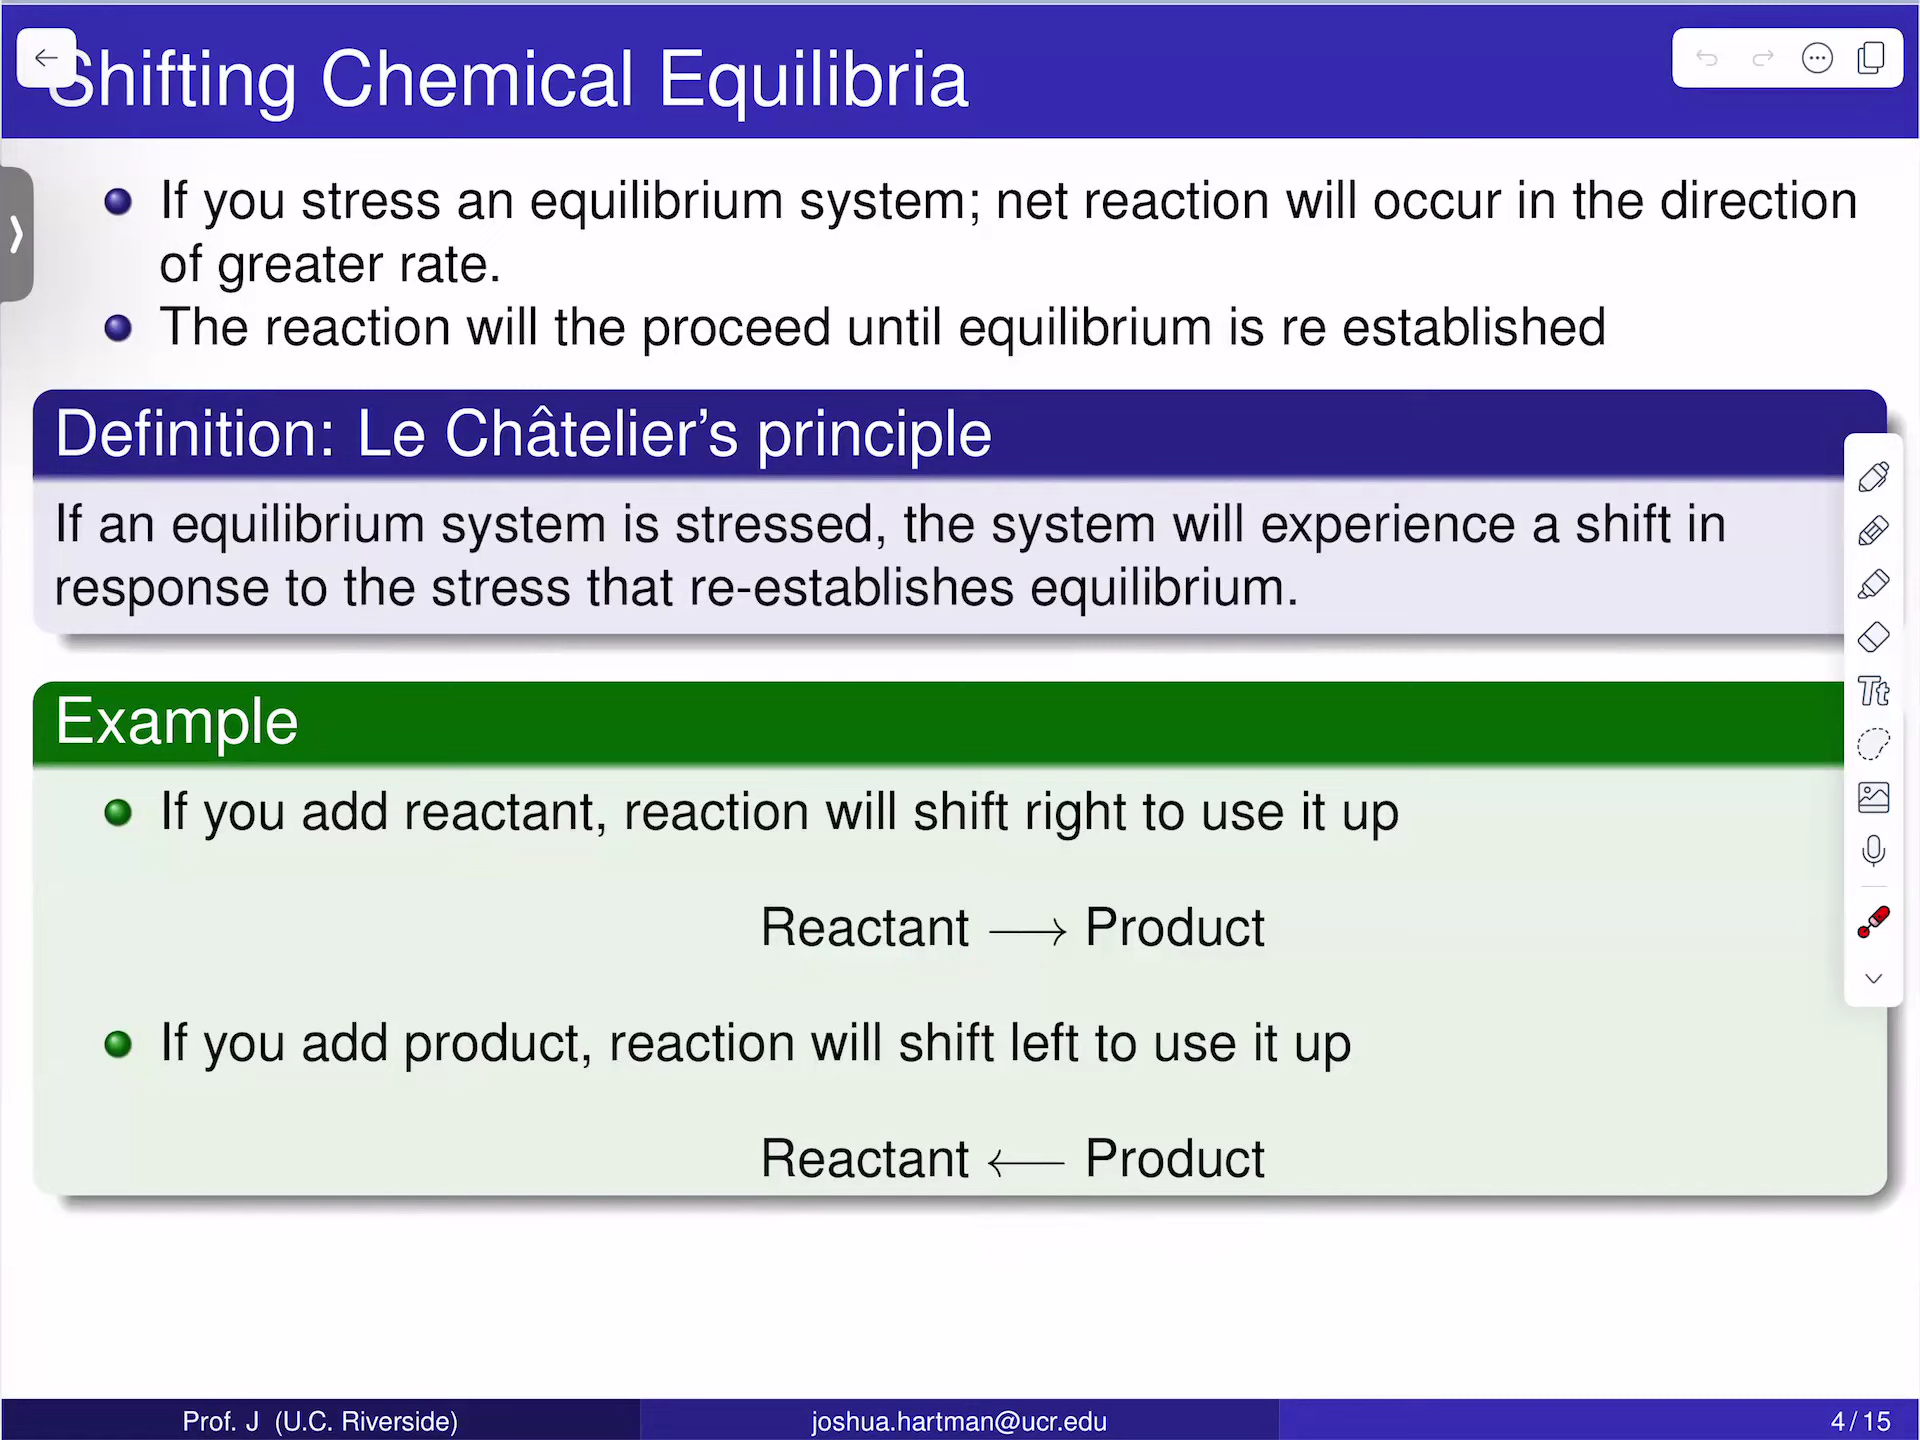 Shifting Chemical Equilibria
If you stress an equilibrium system; net reaction will occur in the direction
of greater rate.
The reaction will the proceed until equilibrium is re established
Definition: Le Châtelier's principle
If an equilibrium system is stressed, the system will experience a shift in
response to the stress that re-establishes equilibrium.
Example
If you add reactant, reaction will shift right to use it up
Reactant ⟶ Product
If you add product, reaction will shift left to use it up
Reactant ⟵ Product
Tt
Prof. J (U.C. Riverside)
joshua.hartman@ucr.edu
4 / 15